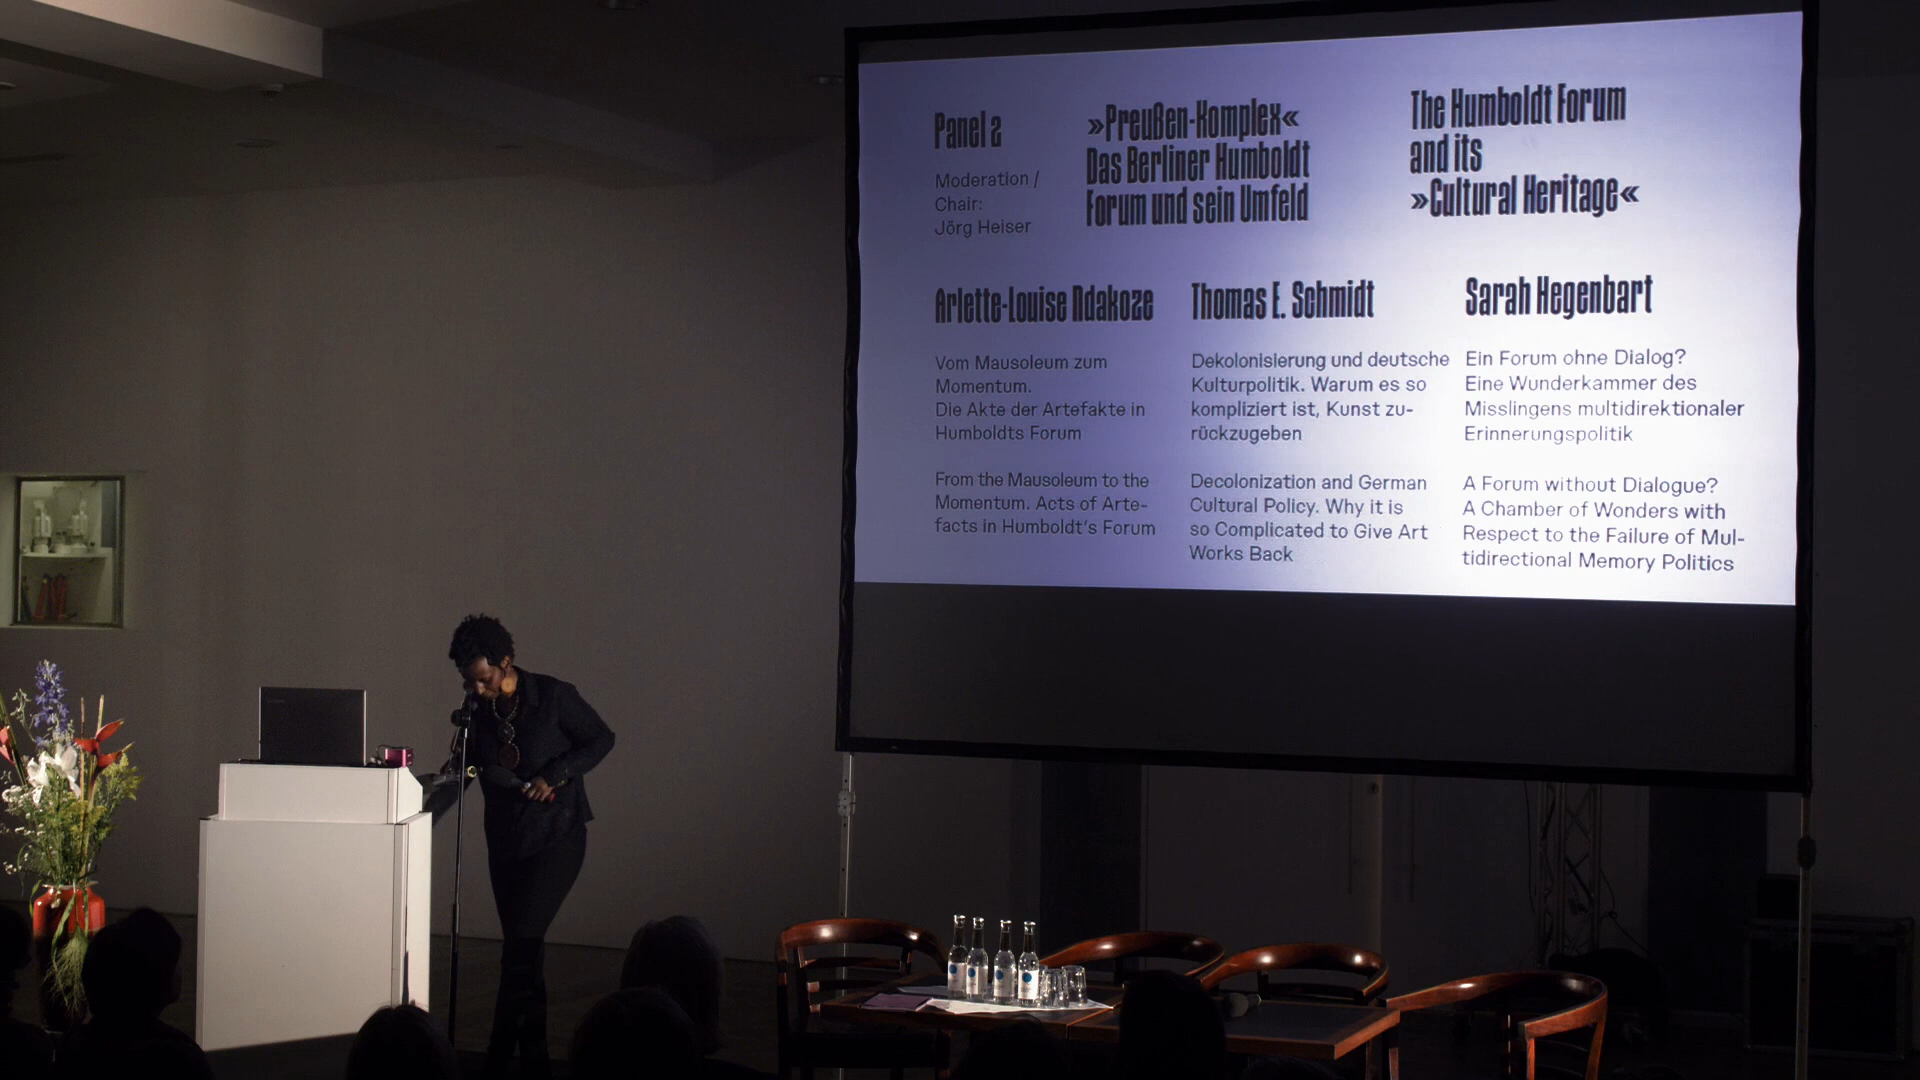 Panel 2
Moderation /
Chair:
Jörg Heiser
»Preußen-Komplex«
Das Berliner Humboldt
Forum und sein Umfeld
The Humboldt Forum
and its
»Cultural Heritage«
Arlette-Louise Ndakoze
Vom Mausoleum zum
Momentum.
Die Akte der Artefakte in
Humboldts Forum
From the Mausoleum to the
Momentum. Acts of Arte-
facts in Humboldt's Forum
Thomas E. Schmidt
Dekolonisierung und deutsche
Kulturpolitik. Warum es so
kompliziert ist, Kunst zu-
rückzugeben
Decolonization and German
Cultural Policy. Why it is
so Complicated to Give Art
Works Back
Sarah Hegenbart
Ein Forum ohne Dialog?
Eine Wunderkammer des
Misslingens multidirektionaler
Erinnerungspolitik
A Forum without Dialogue?
A Chamber of Wonders with
Respect to the Failure of Mul-
tidirectional Memory Politics